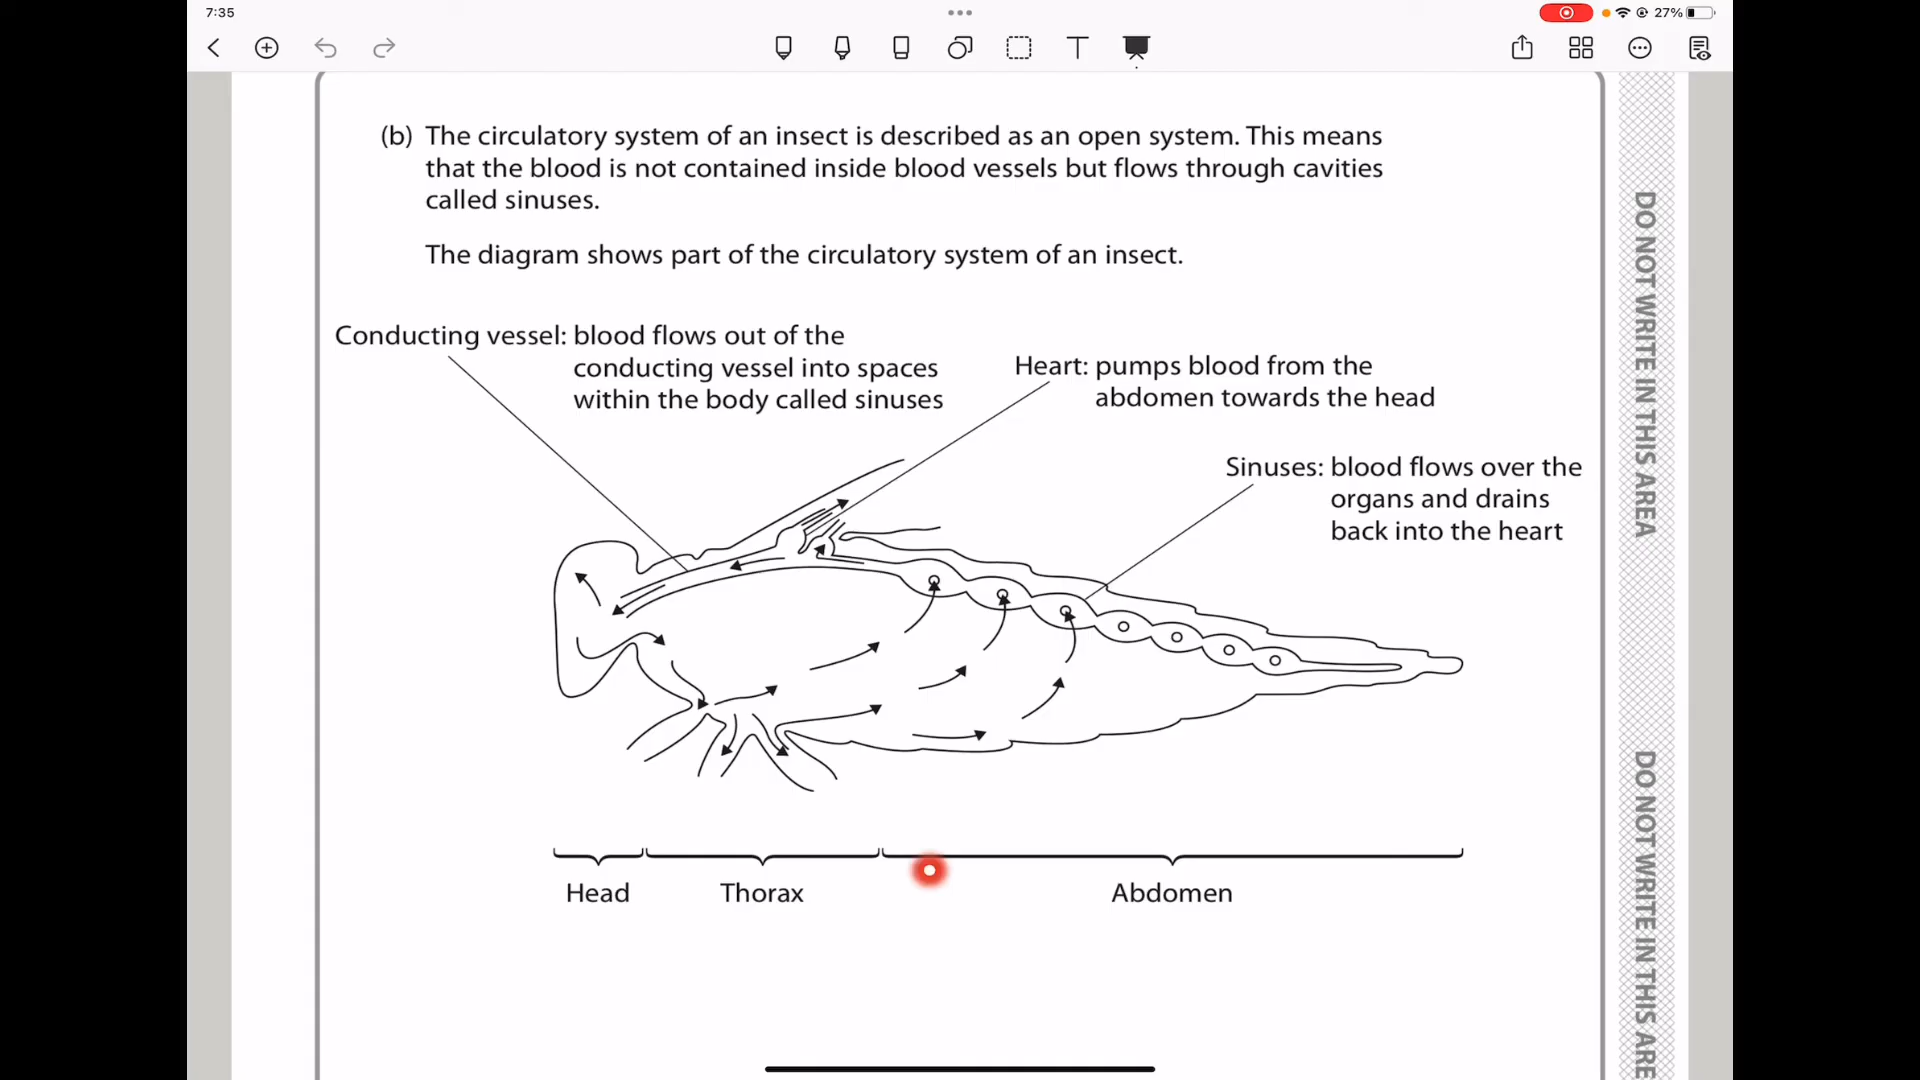 7:35
27%
(b) The circulatory system of an insect is described as an open system. This means
that the blood is not contained inside blood vessels but flows through cavities
called sinuses.
The diagram shows part of the circulatory system of an insect.
Conducting vessel: blood flows out of the
conducting vessel into spaces
within the body called sinuses
Heart: pumps blood from the
abdomen towards the head
Sinuses: blood flows over the
organs and drains
back into the heart
Head
Thorax
Abdomen
DO NOT WRITE IN THIS AREA
DO NOT WRITE IN THIS ARE